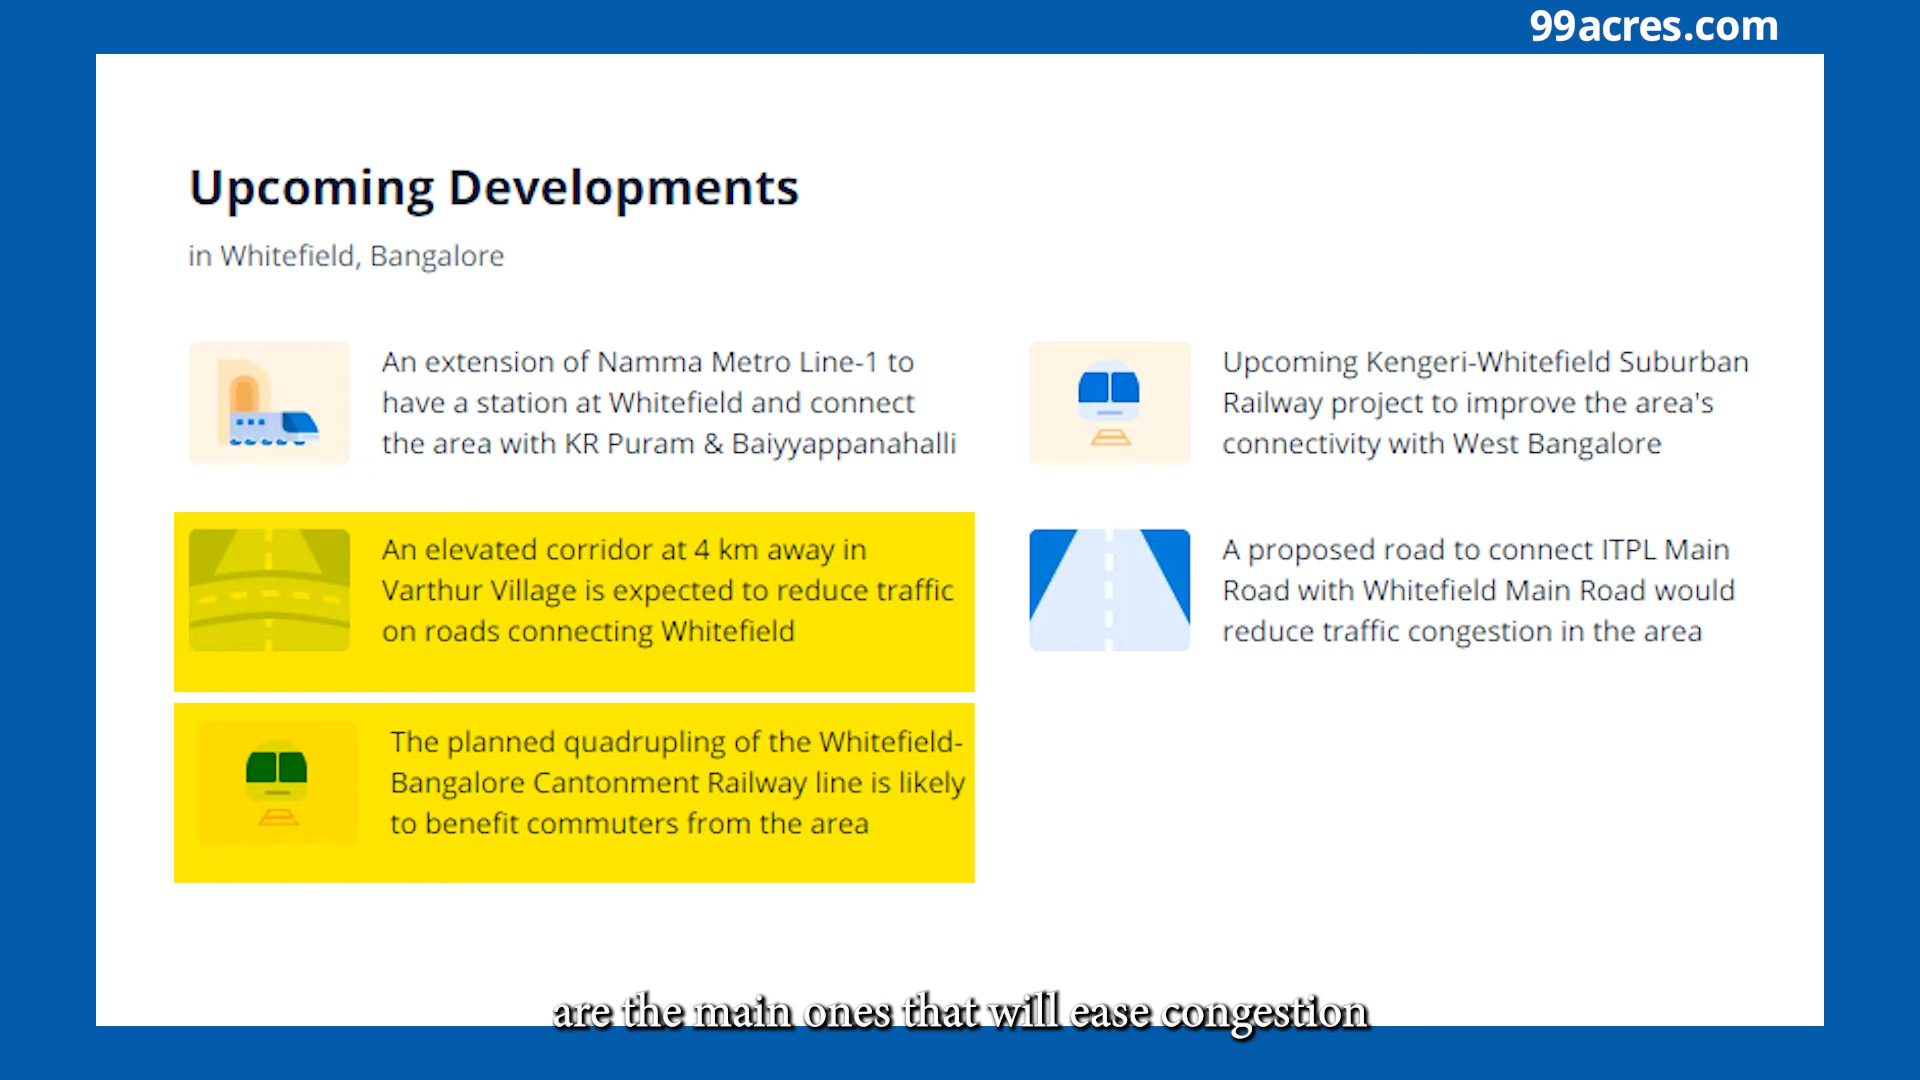 99acres.com
Upcoming Developments
in Whitefield, Bangalore
An extension of Namma Metro Line-1 to
have a station at Whitefield and connect
the area with KR Puram & Baiyyappanahalli
Upcoming Kengeri-Whitefield Suburban
Railway project to improve the area's
connectivity with West Bangalore
An elevated corridor at 4 km away in
Varthur Village is expected to reduce traffic
on roads connecting Whitefield
A proposed road to connect ITPL Main
Road with Whitefield Main Road would
reduce traffic congestion in the area
The planned quadrupling of the Whitefield-
Bangalore Cantonment Railway line is likely
to benefit commuters from the area
are the main ones that will ease congestion